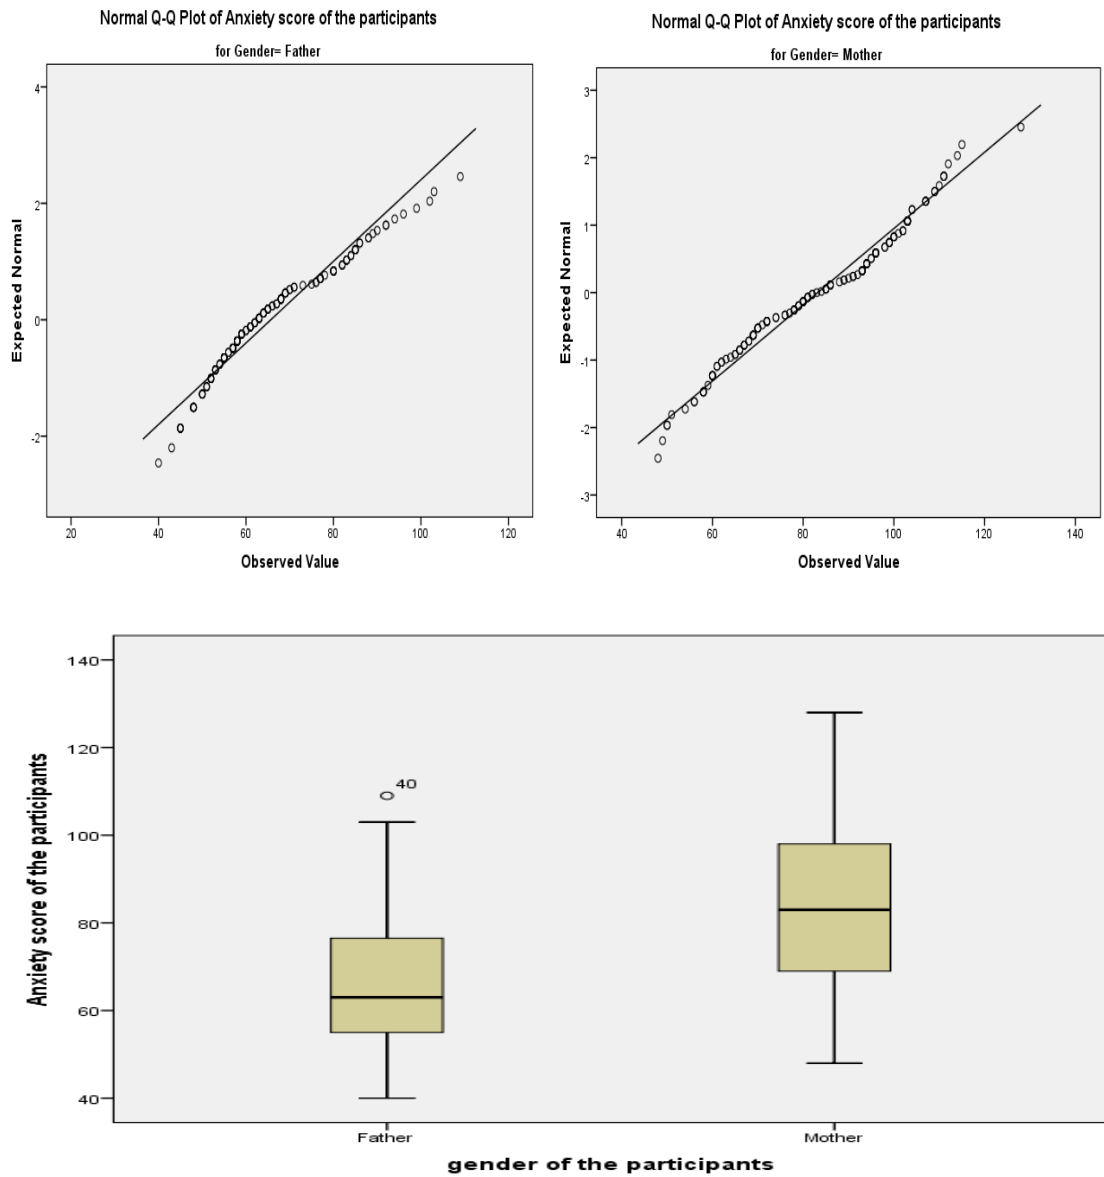 Normal Q-Q Plot of Anxiety score of the participants
for Gender= Father
Expected Normal
4
2
0
-2
20 40 60 80 100 120
Observed Value
Normal Q-Q Plot of Anxiety score of the participants
for Gender= Mother
Expected Normal
3
2
1
0
-1
-2
-3
40 60 80 100 120 140
Observed Value
Anxiety score of the participants
140
120
100
80
60
40
40
Father Mother
gender of the participants